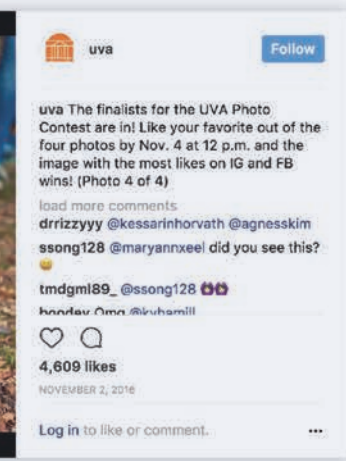 uva
Follow
uva The finalists for the UVA Photo
Contest are in! Like your favorite out of the
four photos by Nov. 4 at 12 p.m. and the
image with the most likes on IG and FB
wins! (Photo 4 of 4)
load more comments
drrizzyyy @kessarinhorvath @agnesskim
ssong128 @maryannxeel did you see this?
tmdgml89_ @ssong128
Omg
4,609 likes
NOVEMBER 2, 2016
Log in to like or comment.